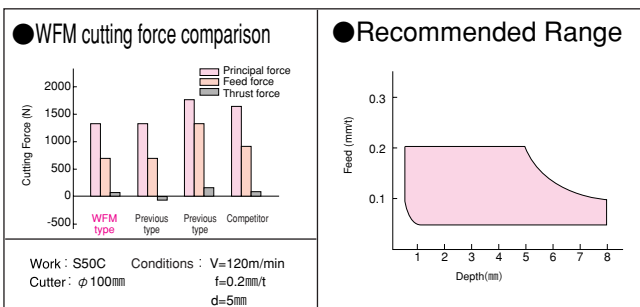 ●WFM cutting force comparison
Principal force
Feed force
Thrust force
Cutting Force (N)
2000
1500
1000
500
0
-500
WFM type
Previous type
Previous type
Competitor
Work : S50C
Cutter : φ100㎜
Conditions : V=120m/min
f=0.2㎜/t
d=5㎜
●Recommended Range
Feed (mm/t)
0.3
0.2
0.1
1 2 3 4 5 6 7 8
Depth(㎜)